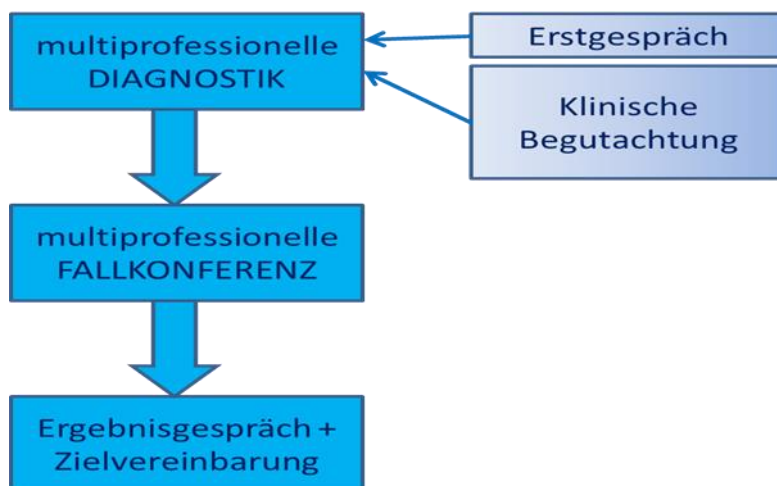 multiprofessionelle
DIAGNOSTIK
Erstgespräch
Klinische
Begutachtung
multiprofessionelle
FALLKONFERENZ
Ergebnisgespräch +
Zielvereinbarung